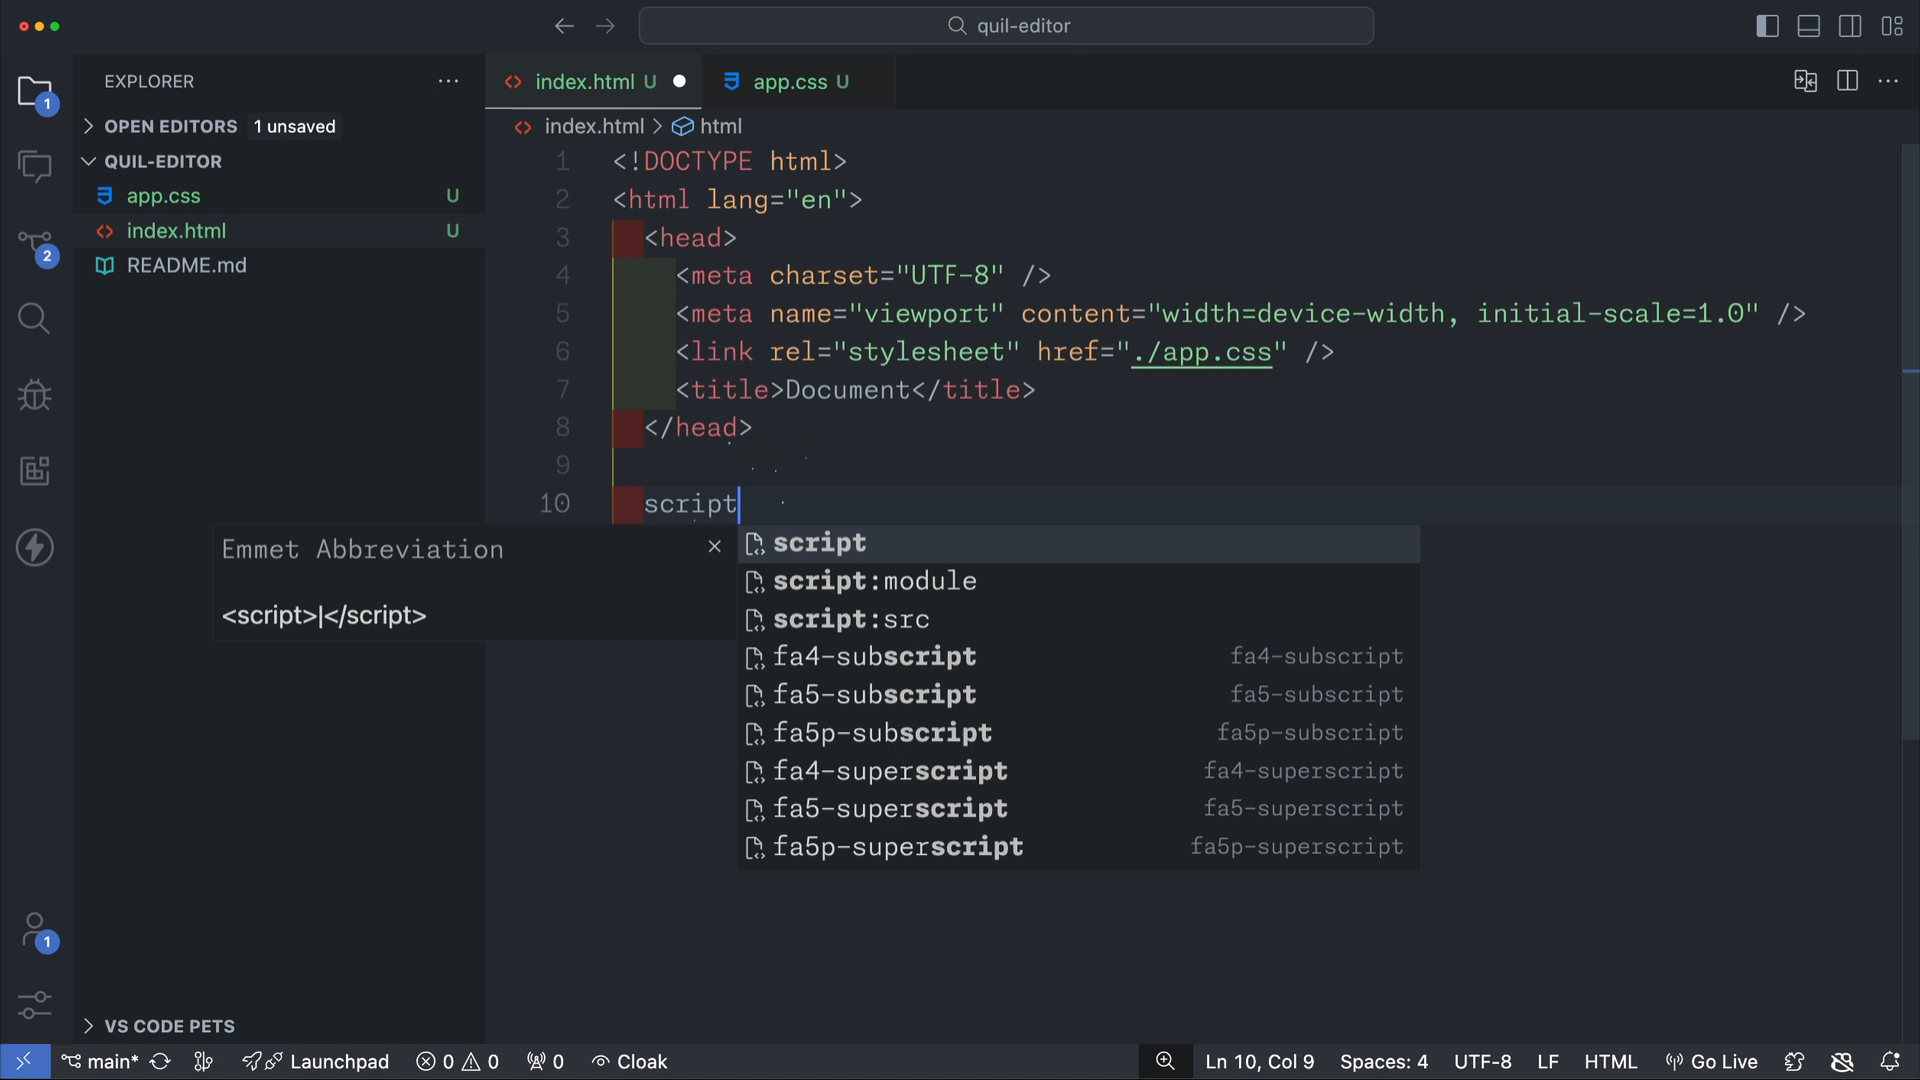 quil-editor
EXPLORER
1
index.html U
app.css U
OPEN EDITORS 1 unsaved
index.html > html
QUIL-EDITOR
app.css U
index.html U
README.md
2
1 <!DOCTYPE html>
2 <html lang="en">
3 <head>
4 <meta charset="UTF-8" />
5 <meta name="viewport" content="width=device-width, initial-scale=1.0" />
6 <link rel="stylesheet" href="./app.css" />
7 <title>Document</title>
8 </head>
9
10 script
Emmet Abbreviation
<script>|</script>
script
script:module
script:src
fa4-subscript fa4-subscript
fa5-subscript fa5-subscript
fa5p-subscript fa5p-subscript
fa4-superscript fa4-superscript
fa5-superscript fa5-superscript
fa5p-superscript fa5p-superscript
1
VS CODE PETS
main* Launchpad 0 0 0 Cloak Ln 10, Col 9 Spaces: 4 UTF-8 LF HTML Go Live